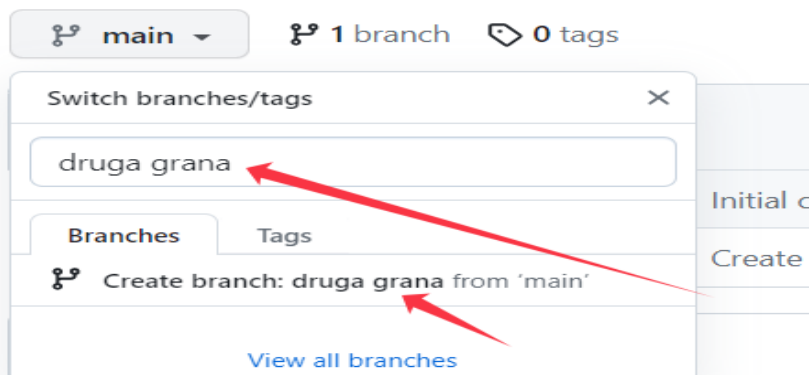 main 1 branch 0 tags
Switch branches/tags
druga grana
Initial
Branches Tags
Create
Create branch: druga grana from ‘main’
View all branches